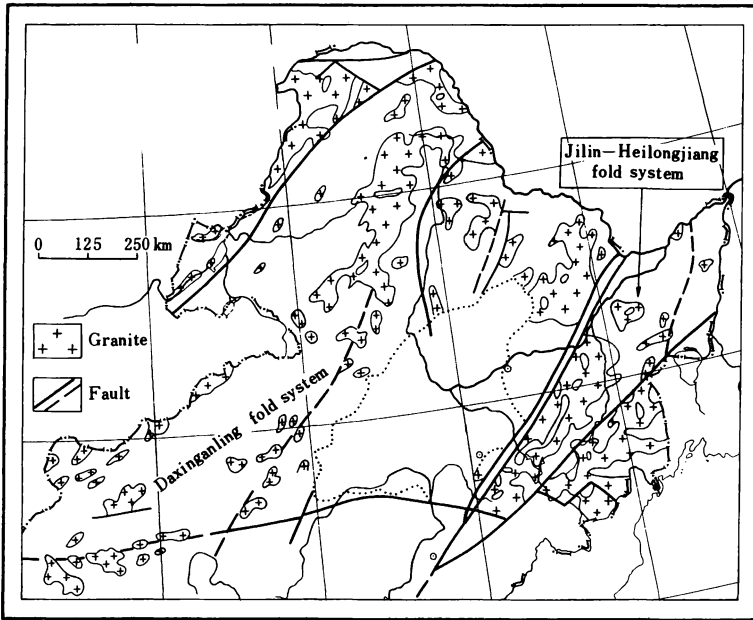 Jilin—Heilongjiang
fold system
0 125 250 km
Granite
Fault
Daxinganling fold system